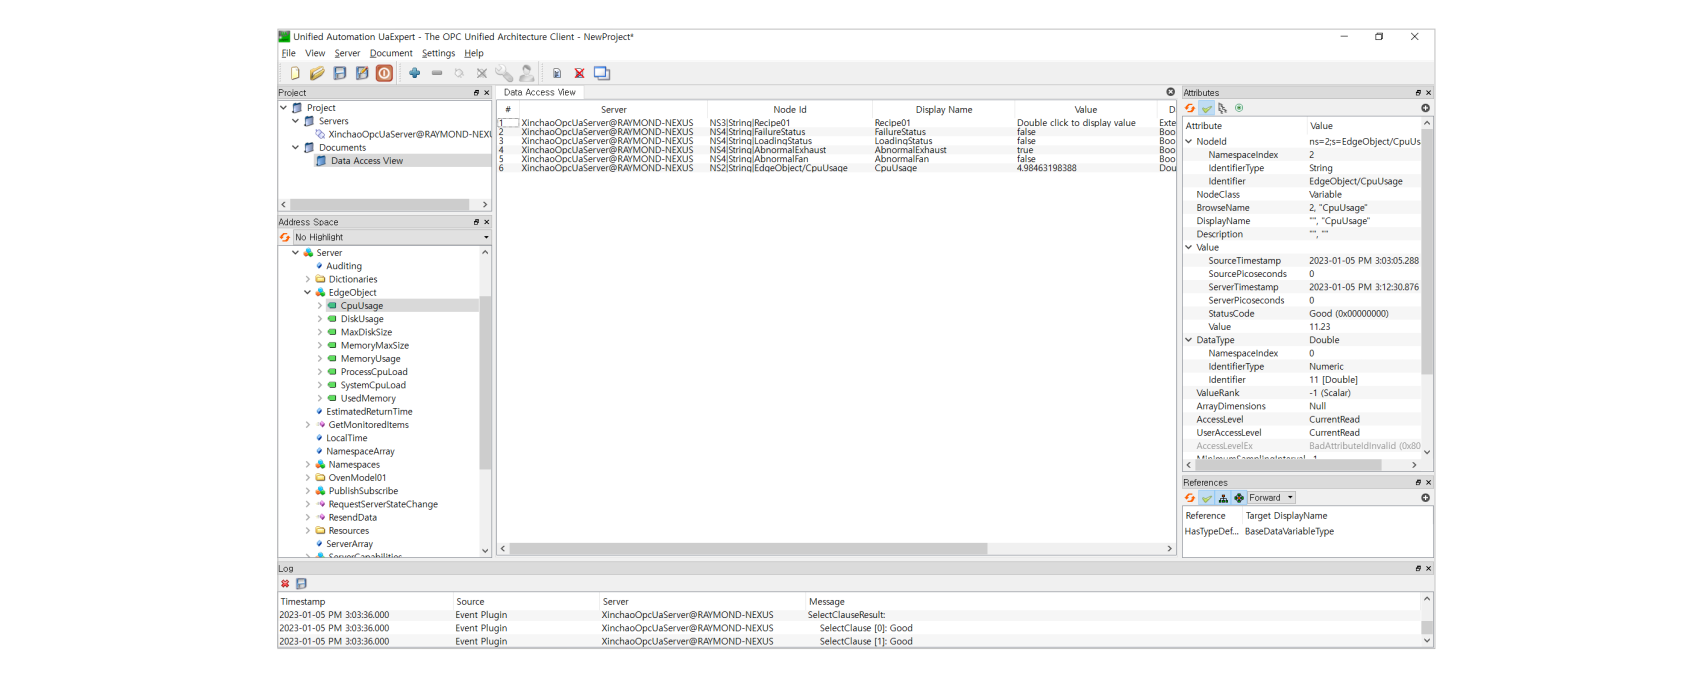 Unified Automation UaExpert - The OPC Unified Architecture Client - NewProject*
File View Server Document Settings Help
Project
Project
Servers
XinchaoOpcUaServer@RAYMOND-NEXU
Documents
Data Access View
Address Space
No Highlight
Server
Auditing
Dictionaries
EdgeObject
CpuUsage
DiskUsage
MaxDiskSize
MemoryMaxSize
MemoryUsage
ProcessCpuLoad
SystemCpuLoad
UsedMemory
EstimatedReturnTime
GetMonitoredItems
LocalTime
NamespaceArray
Namespaces
OvenModel01
PublishSubscribe
RequestServerStateChange
ResendData
Resources
ServerArray
ServerCapabilities
Data Access View
# Server Node Id Display Name Value D
1 XinchaoOpcUaServer@RAYMOND-NEXUS NS3|String|Recipe01 Recipe01 Double click to display value Exte
2 XinchaoOpcUaServer@RAYMOND-NEXUS NS4|String|FailureStatus FailureStatus false Boo
3 XinchaoOpcUaServer@RAYMOND-NEXUS NS4|String|LoadingStatus LoadingStatus false Boo
4 XinchaoOpcUaServer@RAYMOND-NEXUS NS4|String|AbnormalExhaust AbnormalExhaust true Boo
5 XinchaoOpcUaServer@RAYMOND-NEXUS NS4|String|AbnormalFan AbnormalFan false Boo
6 XinchaoOpcUaServer@RAYMOND-NEXUS NS2|String|EdgeObject/CpuUsage CpuUsage 4.98463198388 Dou
Attributes
Attribute Value
NodeId ns=2;s=EdgeObject/CpuUs
NamespaceIndex 2
IdentifierType String
Identifier EdgeObject/CpuUsage
NodeClass Variable
BrowseName 2, "CpuUsage"
DisplayName "", "CpuUsage"
Description "", ""
Value
SourceTimestamp 2023-01-05 PM 3:03:05.288
SourcePicoseconds 0
ServerTimestamp 2023-01-05 PM 3:12:30.876
ServerPicoseconds 0
StatusCode Good (0x00000000)
Value 11.23
DataType Double
NamespaceIndex 0
IdentifierType Numeric
Identifier 11 [Double]
ValueRank -1 (Scalar)
ArrayDimensions Null
AccessLevel CurrentRead
UserAccessLevel CurrentRead
AccessLevelEx BadAttributeIdInvalid (0x80
MinimumSamplingInterval -1
References
Forward
Reference Target DisplayName
HasTypeDef... BaseDataVariableType
Log
Timestamp Source Server Message
2023-01-05 PM 3:03:36.000 Event Plugin XinchaoOpcUaServer@RAYMOND-NEXUS SelectClauseResult:
2023-01-05 PM 3:03:36.000 Event Plugin XinchaoOpcUaServer@RAYMOND-NEXUS SelectClause [0]: Good
2023-01-05 PM 3:03:36.000 Event Plugin XinchaoOpcUaServer@RAYMOND-NEXUS SelectClause [1]: Good